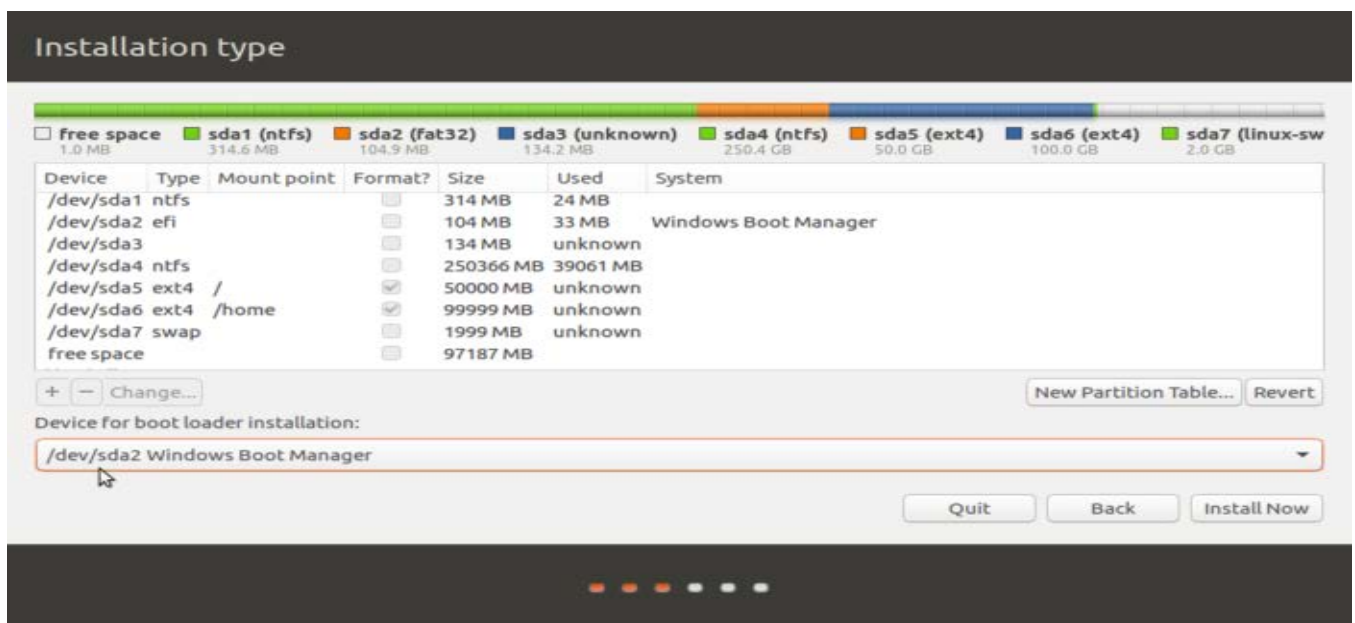 Installation type
free space sda1 (ntfs) sda2 (fat32) sda3 (unknown) sda4 (ntfs) sda5 (ext4) sda6 (ext4) sda7 (linux-sw
1.0 MB 314.6 MB 104.9 MB 134.2 MB 250.4 GB 50.0 GB 100.0 GB 2.0 GB
Device Type Mount point Format? Size Used System
/dev/sda1 ntfs 314 MB 24 MB
/dev/sda2 efi 104 MB 33 MB Windows Boot Manager
/dev/sda3 134 MB unknown
/dev/sda4 ntfs 250366 MB 39061 MB
/dev/sda5 ext4 / 50000 MB unknown
/dev/sda6 ext4 /home 99999 MB unknown
/dev/sda7 swap 1999 MB unknown
free space 97187 MB
+ − Change... New Partition Table... Revert
Device for boot loader installation:
/dev/sda2 Windows Boot Manager
Quit Back Install Now